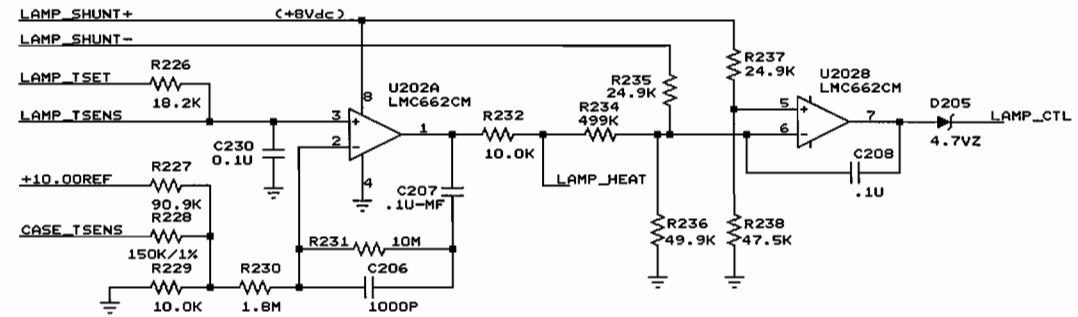 LAMP_SHUNT+ (+8Vdc)
LAMP_SHUNT-
R237
24.9K
R226
LAMP_TSET
18.2K
R235
24.9K
U202A
LMC662CM
U202B
LMC662CM
8
R232
R234
499K
5
D205
LAMP_TSENS
3
+
1
+
7
LAMP_CTL
2
-
6
-
10.0K
4.7VZ
C230
0.1U
4
C208
.1U
R227
+10.00REF
90.9K
C207
.1U-MF
LAMP_HEAT
R228
CASE_TSENS
150K/1%
R231
10M
R236
49.9K
R238
47.5K
R229
R230
C206
10.0K
1.8M
1000P